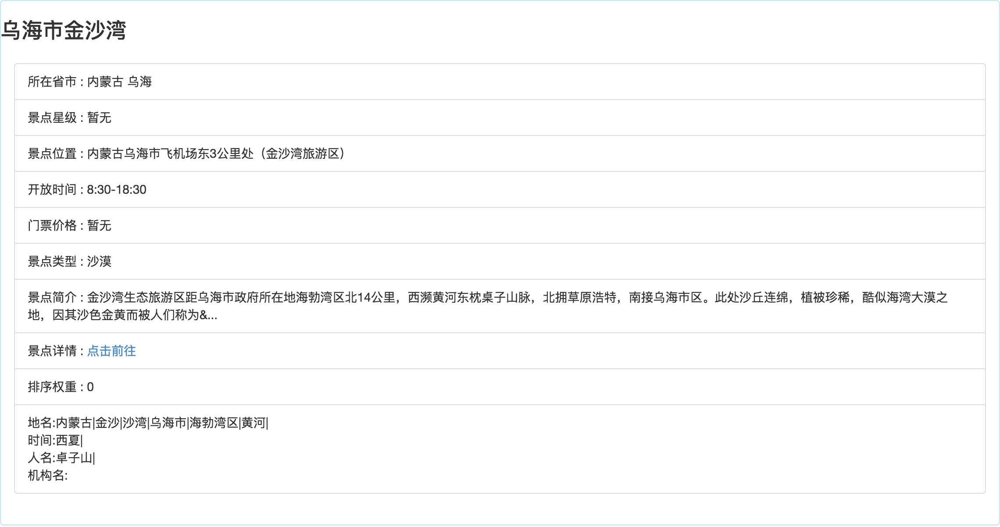 乌海市金沙湾
所在省市 : 内蒙古 乌海
景点星级 : 暂无
景点位置 : 内蒙古乌海市飞机场东3公里处（金沙湾旅游区）
开放时间 : 8:30-18:30
门票价格 : 暂无
景点类型 : 沙漠
景点简介 : 金沙湾生态旅游区距乌海市政府所在地海勃湾区北14公里，西濒黄河东枕桌子山脉，北拥草原浩特，南接乌海市区。此处沙丘连绵，植被珍稀，酷似海湾大漠之
地，因其沙色金黄而被人们称为&...
景点详情 : 点击前往
排序权重 : 0
地名:内蒙古|金沙|沙湾|乌海市|海勃湾区|黄河|
时间:西夏|
人名:卓子山|
机构名: